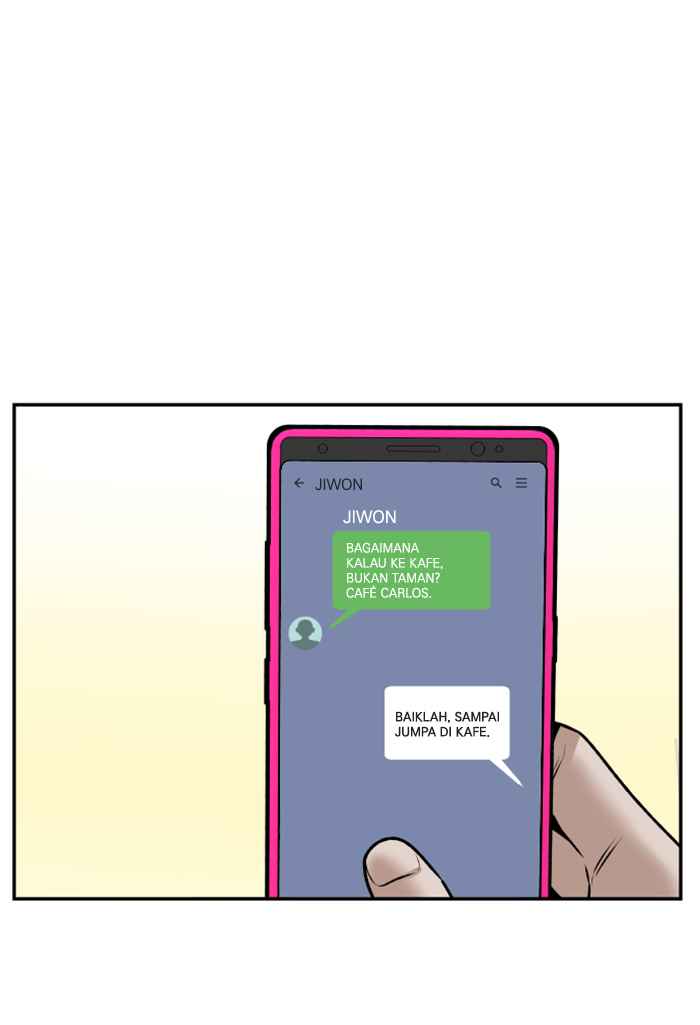 JIWON
JIWON
BAGAIMANA
KALAU KE KAFE,
BUKAN TAMAN?
CAFÉ CARLOS.
BAIKLAH, SAMPAI
JUMPA DI KAFE.